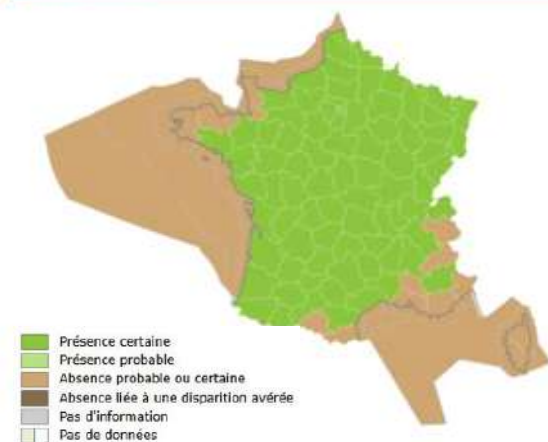 Présence certaine
Présence probable
Absence probable ou certaine
Absence liée à une disparition avérée
Pas d'information
Pas de données